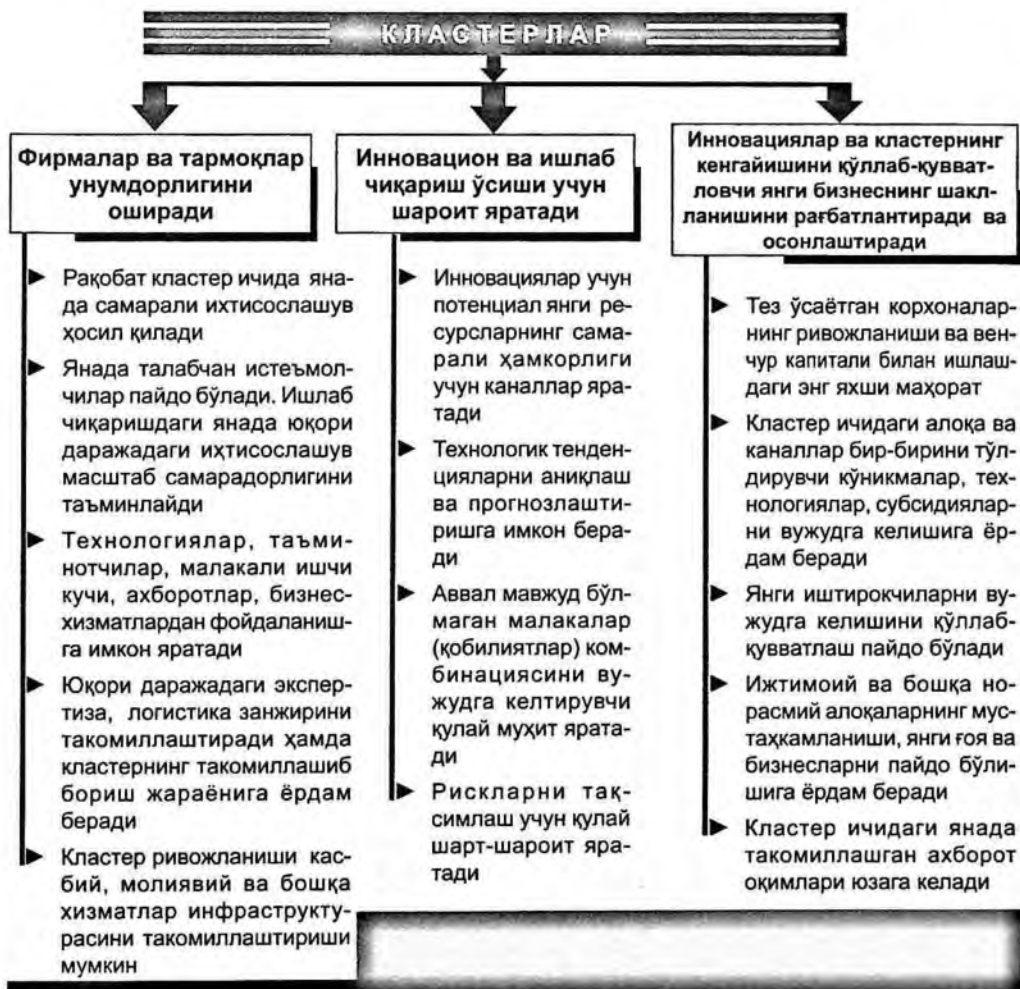 КЛАСТЕРЛАР
Фирмалар ва тармоқлар
унумдорлигини
оширади
Рақобат кластер ичида яна-
да самарали ихтисослашув
ҳосил қилади
Янада талабчан истеъмол-
чилар пайдо бўлади. Ишлаб
чиқаришдаги янада юқори
даражадаги иҳтисослашув
масштаб самарадорлигини
таъминлайди
Технологиялар, таъми-
нотчилар, малакали ишчи
кучи, ахборотлар, бизнес-
хизматлардан фойдаланиш-
га имкон яратади
Юқори даражадаги экспер-
тиза, логистика занжирини
такомиллаштиради ҳамда
кластернинг такомиллашиб
бориш жараёнига ёрдам
беради
Кластер ривожланиши кас-
бий, молиявий ва бошқа
хизматлар инфраструкту-
расини такомиллаштириши
мумкин
Инновацион ва ишлаб
чиқариш ўсиши учун
шароит яратади
Инновациялар учун
потенциал янги ре-
сурсларнинг сама-
рали ҳамкорлиги
учун каналлар яра-
тади
Технологик тенден-
цияларни аниқлаш
ва прогнозлашти-
ришга имкон бера-
ди
Аввал мавжуд бўл-
маган малакалар
(қобилиятлар) ком-
бинациясини ву-
жудга келтирувчи
қулай муҳит ярата-
ди
Рискларни тақ-
симлаш учун қулай
шарт-шароит яра-
тади
Инновациялар ва кластернинг
кенгайишини қўллаб-қувват-
ловчи янги бизнеснинг шакл-
ланишини рағбатлантиради ва
осонлаштиради
Тез ўсаётган корхоналар-
нинг ривожланиши ва вен-
чур капитали билан ишлаш-
даги энг яхши маҳорат
Кластер ичидаги алоқа ва
каналлар бир-бирини тўл-
дирувчи кўникмалар, тех-
нологиялар, субсидиялар-
ни вужудга келишига ёр-
дам беради
Янги иштирокчиларни ву-
жудга келишини қўллаб-
қувватлаш пайдо бўлади
Ижтимоий ва бошқа но-
расмий алоқаларнинг мус-
таҳкамланиши, янги ғоя ва
бизнесларни пайдо бўли-
шига ёрдам беради
Кластер ичидаги янада
такомиллашган ахборот
оқимлари юзага келади